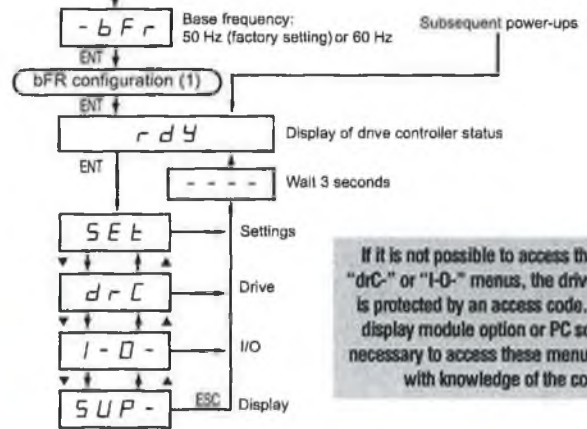 - b F r
Base frequency:
50 Hz (factory setting) or 60 Hz
Subsequent power-ups
ENT
bFR configuration (1)
ENT
r d Y
Display of drive controller status
ENT
- - - -
Wait 3 seconds
S E t
Settings
d r C
Drive
I - O -
I/O
S U P -
ESC
Display
If it is not possible to access th
"drC-" or "I-O-" menus, the driv
is protected by an access code.
display module option or PC so
necessary to access these menu
with knowledge of the co